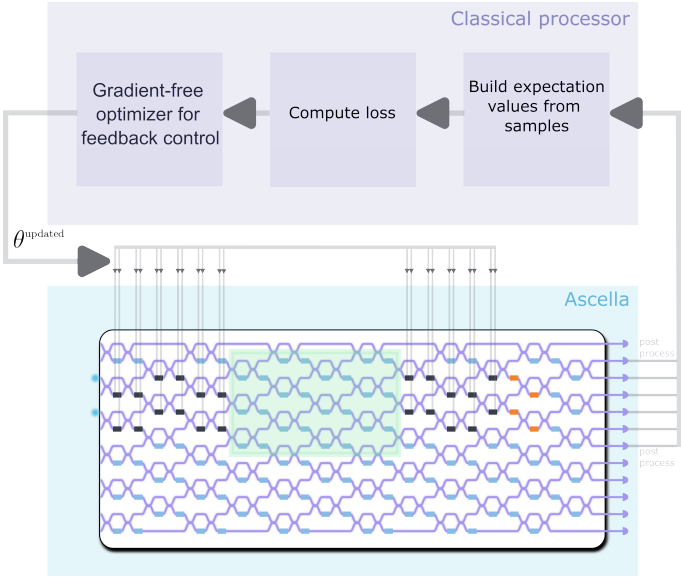 Classical processor
Gradient-free
optimizer for
feedback control
Compute loss
Build expectation
values from
samples
θ^updated
Ascella
post
process
post
process